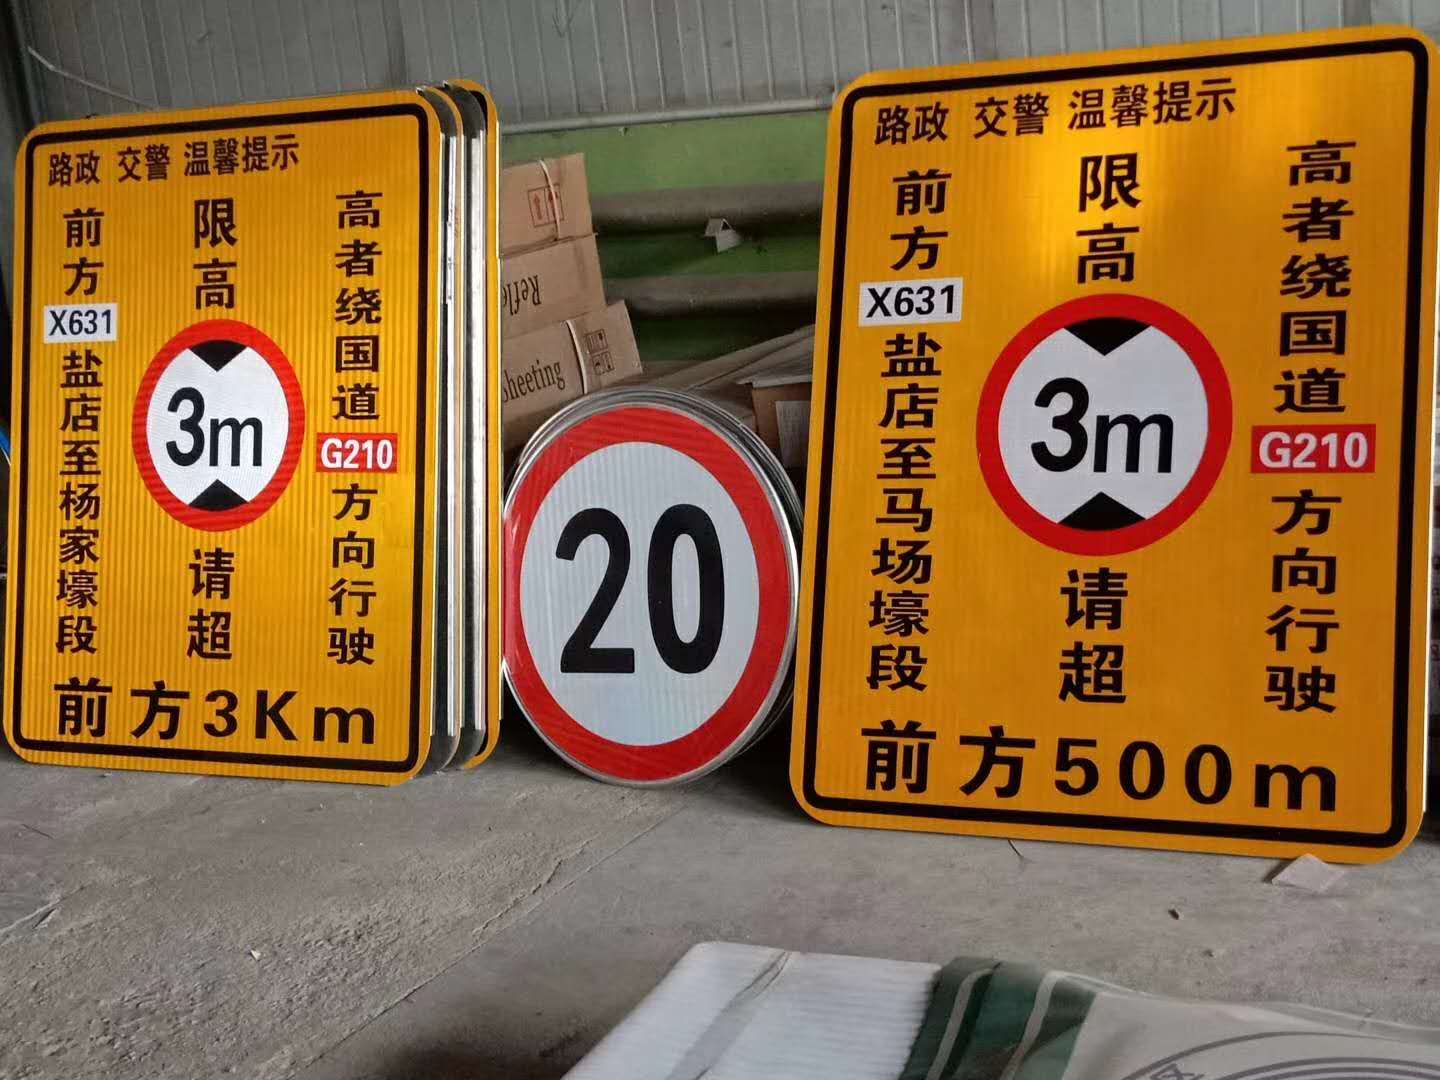 路政 交警 温馨提示
前方
X631
盐店至杨家壕段
限高
3m
请超
高者绕国道
G210
方向行驶
前方3Km
Sheeting
20
路政 交警 温馨提示
前方
X631
盐店至马场壕段
限高
3m
请超
高者绕国道
G210
方向行驶
前方500m